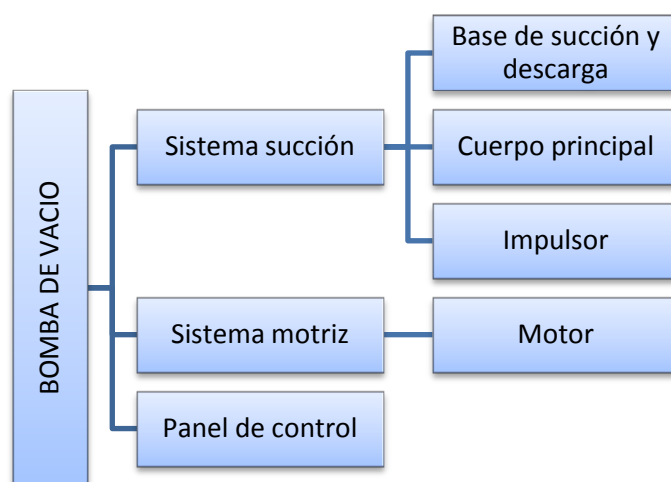 BOMBA DE VACIO
Sistema succión
Base de succión y
descarga
Cuerpo principal
Impulsor
Sistema motriz
Motor
Panel de control